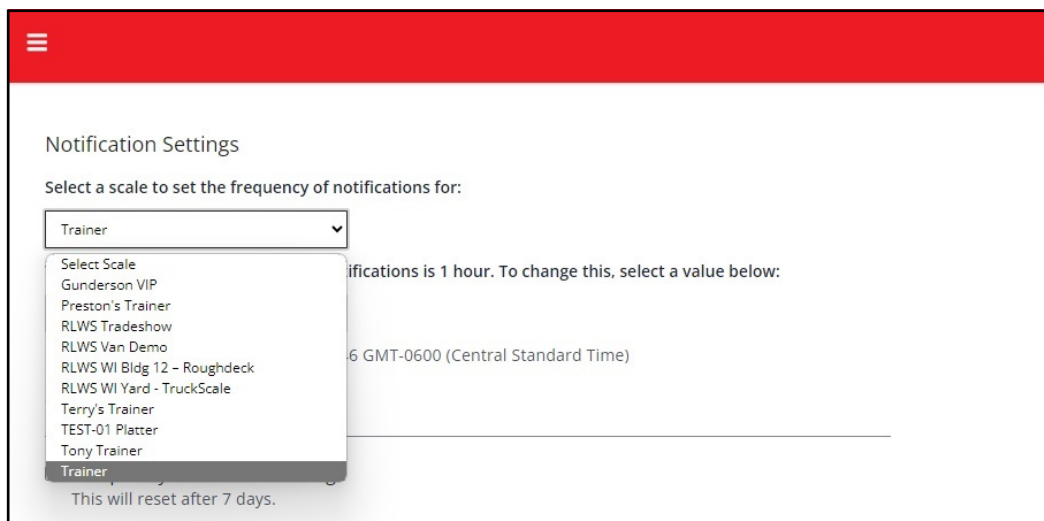 Notification Settings
Select a scale to set the frequency of notifications for:
Trainer
Select Scale
ifications is 1 hour. To change this, select a value below:
Gunderson VIP
Preston's Trainer
RLWS Tradeshow
RLWS Van Demo
6 GMT-0600 (Central Standard Time)
RLWS WI Bldg 12 – Roughdeck
RLWS WI Yard - TruckScale
Terry's Trainer
TEST-01 Platter
Tony Trainer
Trainer
This will reset after 7 days.